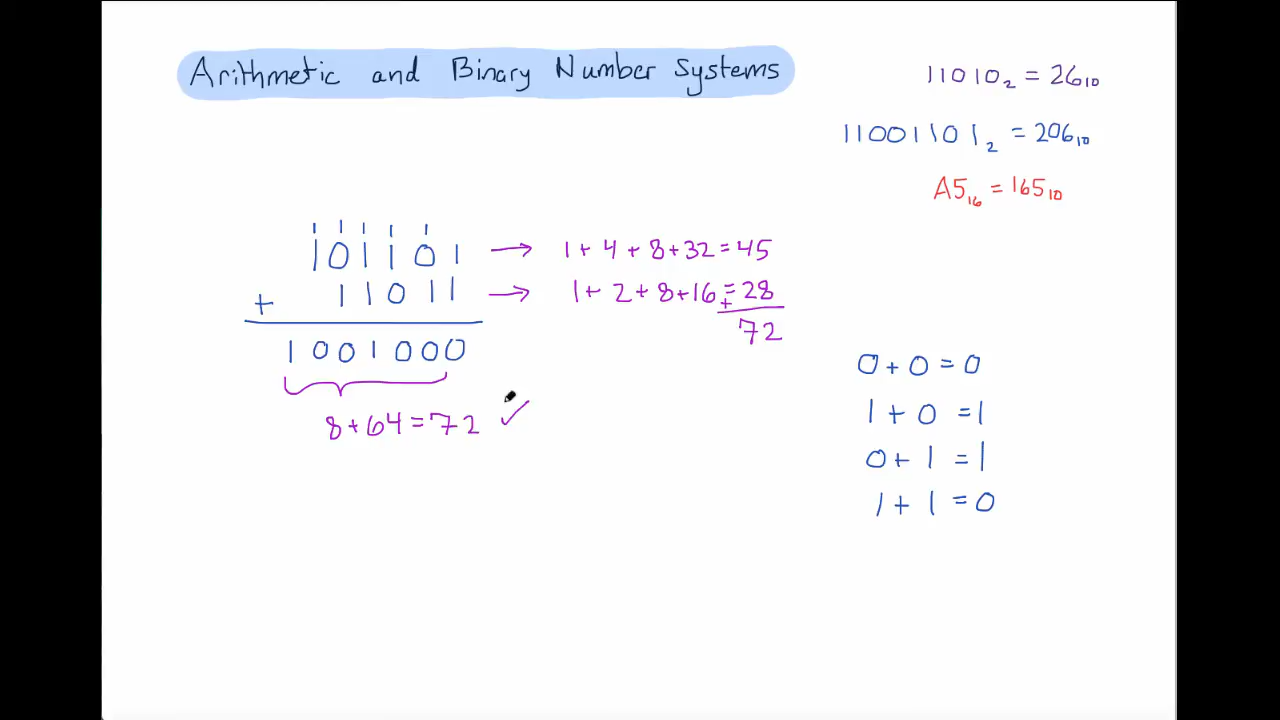 Arithmetic and Binary Number Systems
11010₂ = 26₁₀
11001101₂ = 206₁₀
A5₁₆ = 165₁₀
1 1 1 1 1
101101 → 1 + 4 + 8 + 32 = 45
+ 11011 → 1 + 2 + 8 + 16 = 28
+
1001000
72
8 + 64 = 72 ✓
0 + 0 = 0
1 + 0 = 1
0 + 1 = 1
1 + 1 = 0